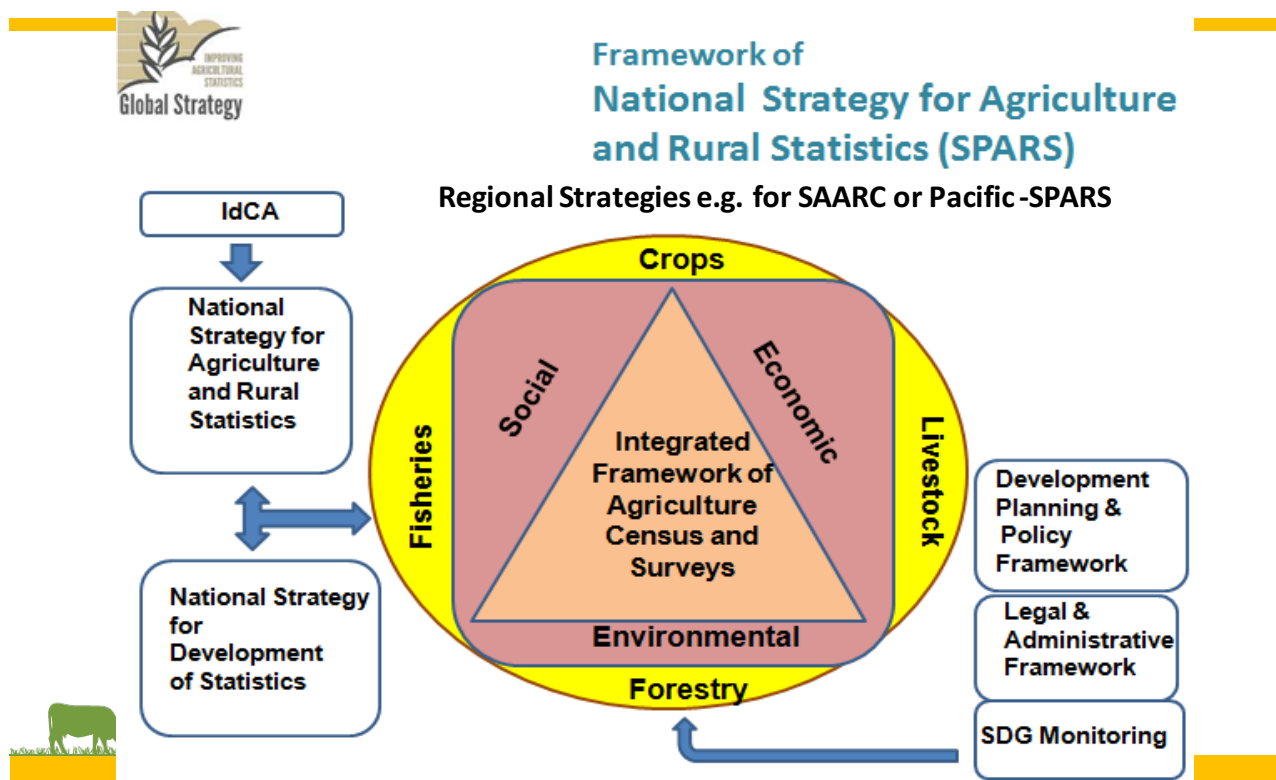 IMPROVING
AGRICULTURAL
STATISTICS
Global Strategy
Framework of
National Strategy for Agriculture
and Rural Statistics (SPARS)
Regional Strategies e.g. for SAARC or Pacific-SPARS
IdCA
National
Strategy for
Agriculture
and Rural
Statistics
National Strategy
for
Development
of Statistics
Crops
Social
Economic
Fisheries
Livestock
Integrated
Framework of
Agriculture
Census and
Surveys
Environmental
Forestry
Development
Planning &
Policy
Framework
Legal &
Administrative
Framework
SDG Monitoring